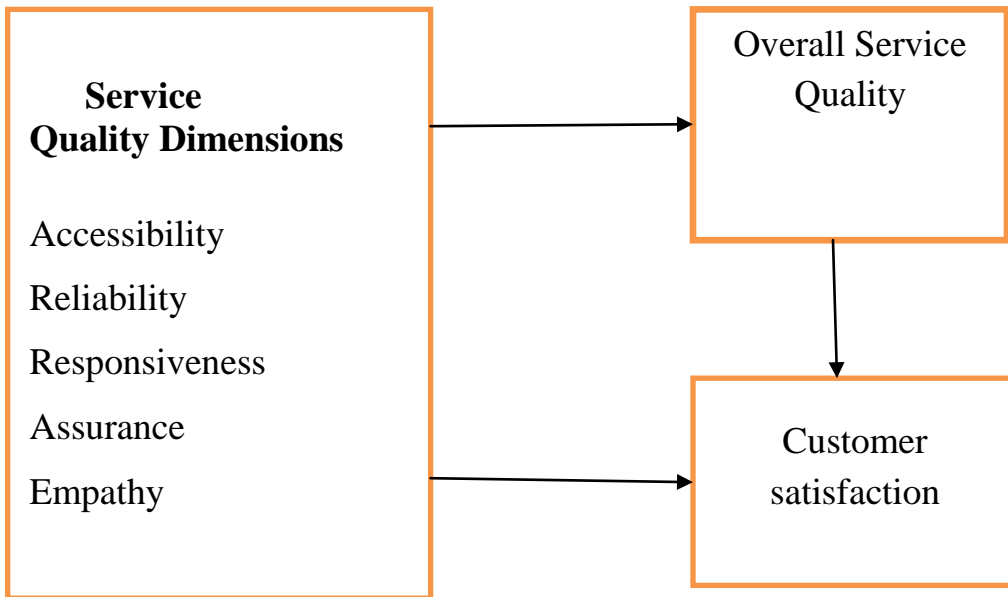 Service
Quality Dimensions
Accessibility
Reliability
Responsiveness
Assurance
Empathy
Overall Service
Quality
Customer
satisfaction